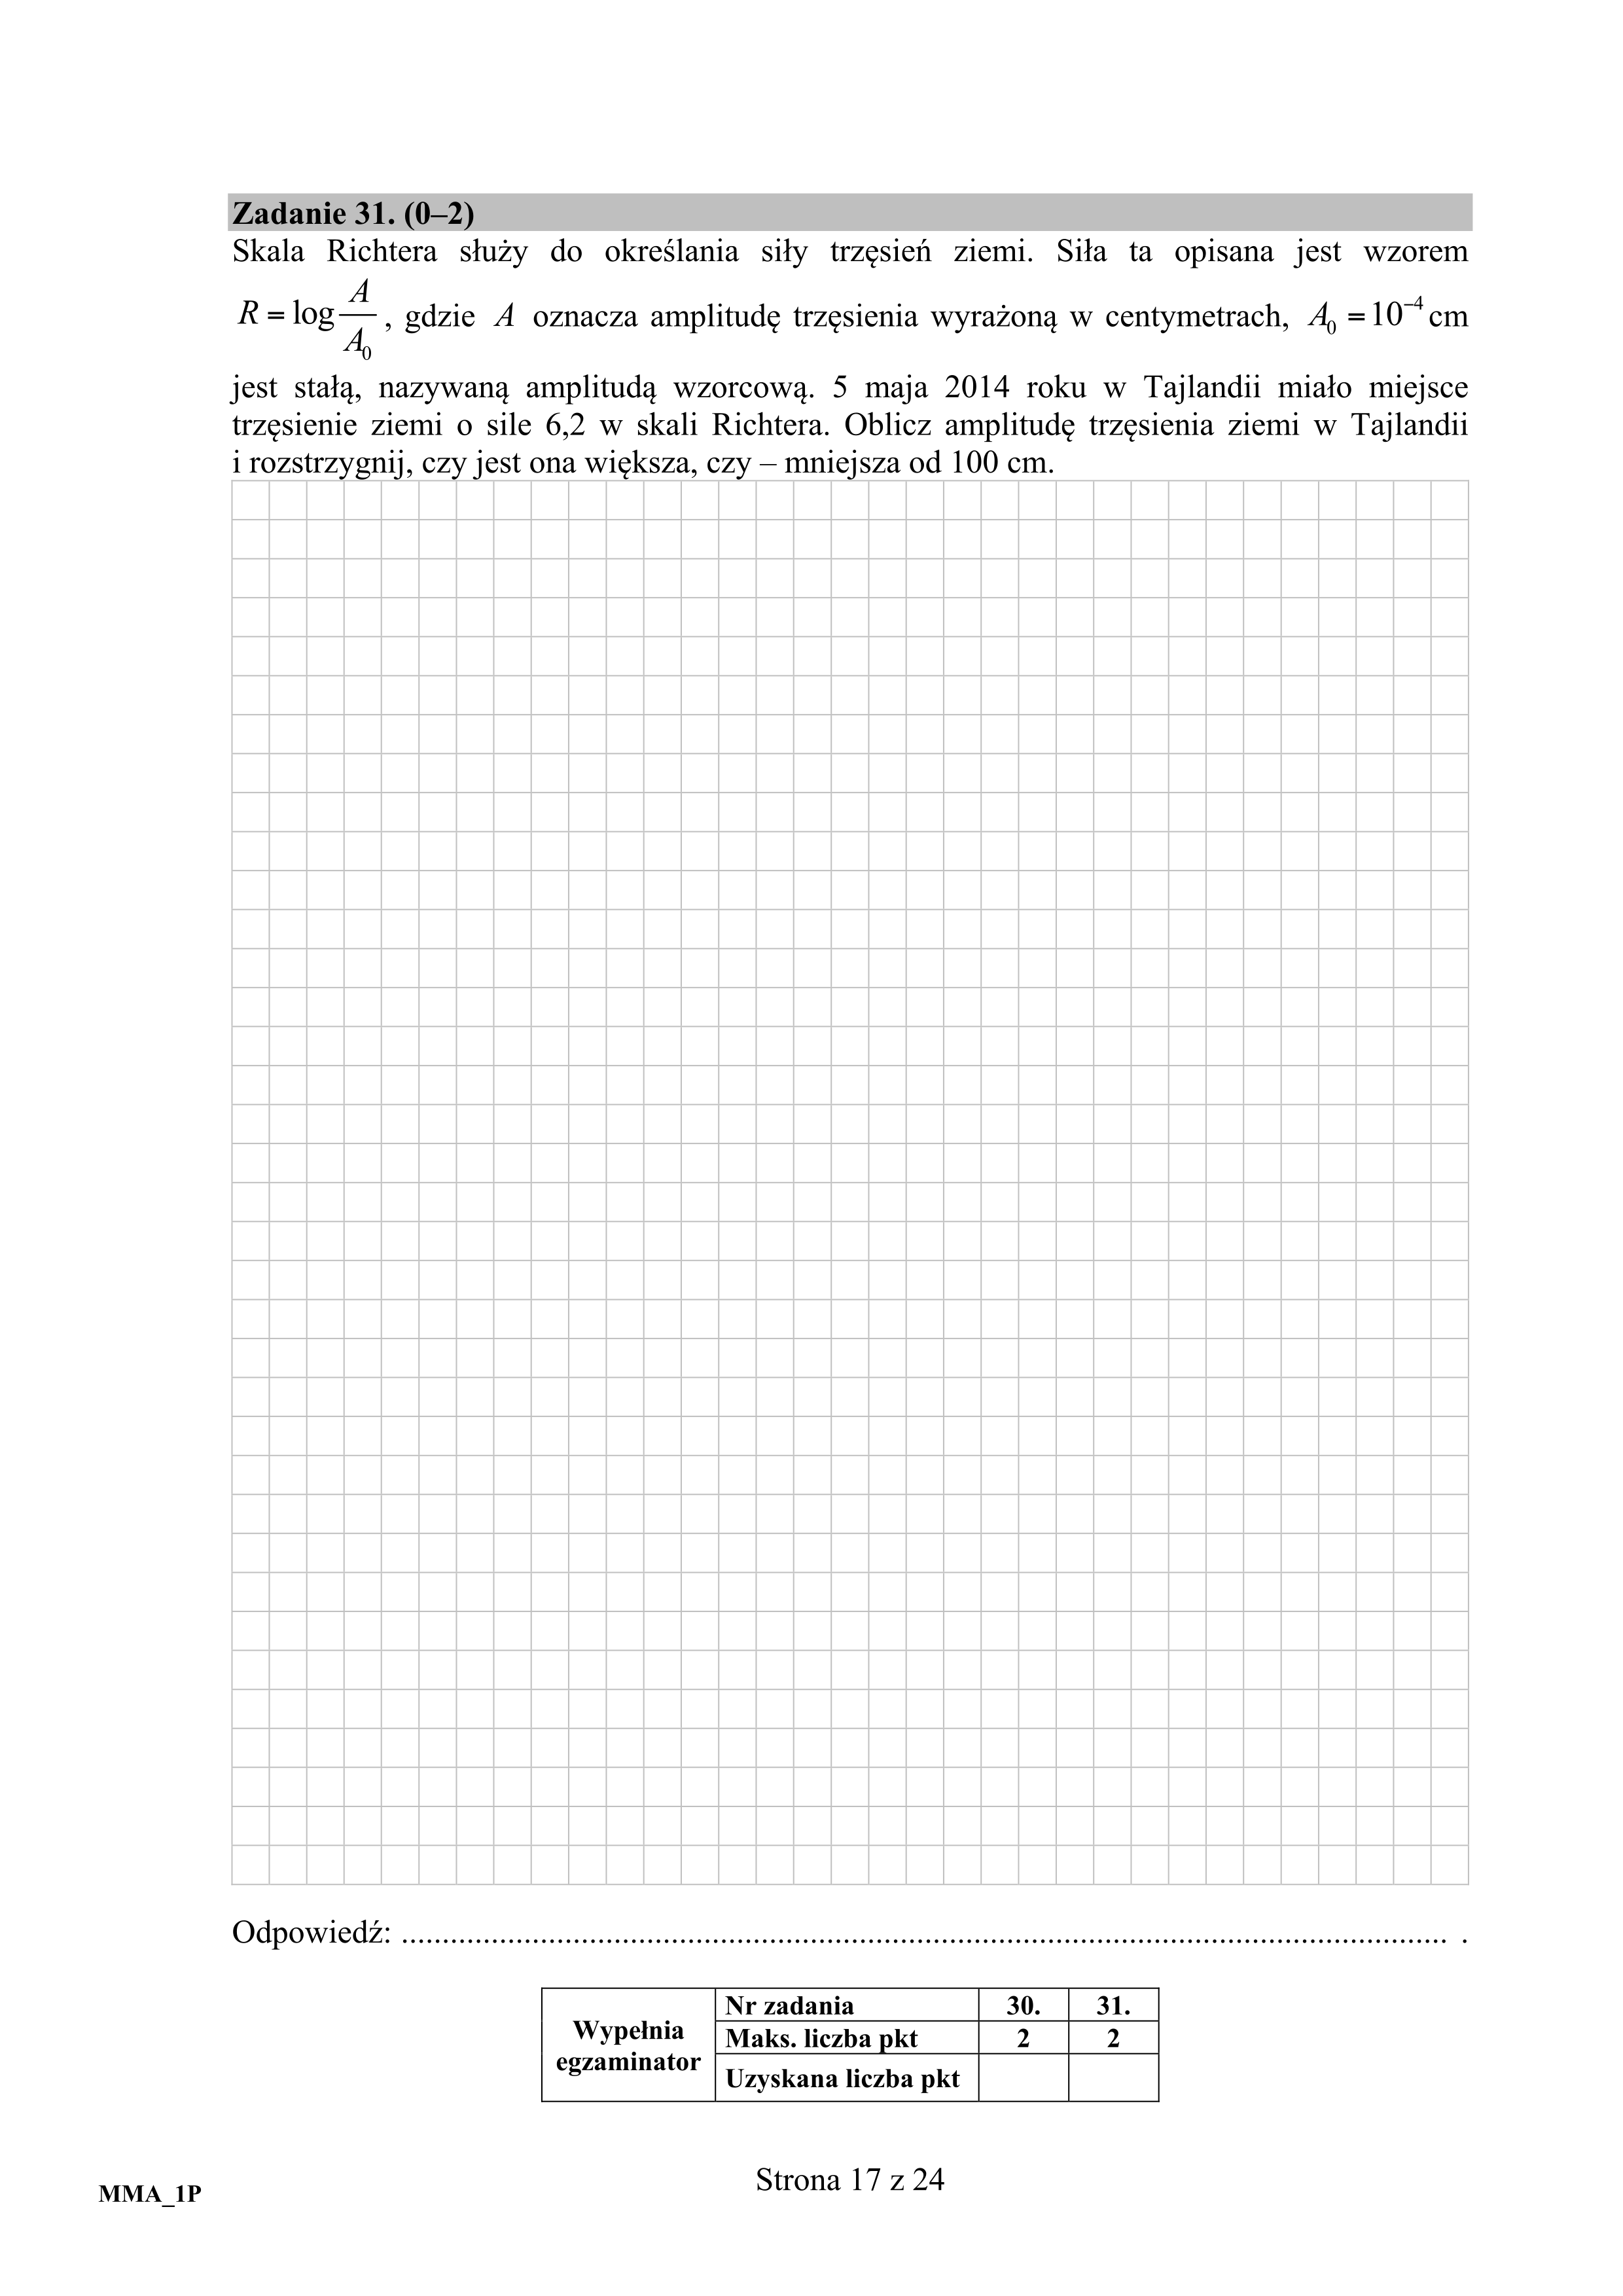 Zadanie 31. (0–2)
Skala Richtera służy do określania siły trzęsień ziemi. Siła ta opisana jest wzorem
R = log A/A₀ , gdzie A oznacza amplitudę trzęsienia wyrażoną w centymetrach, A₀ = 10⁻⁴ cm
jest stałą, nazywaną amplitudą wzorcową. 5 maja 2014 roku w Tajlandii miało miejsce
trzęsienie ziemi o sile 6,2 w skali Richtera. Oblicz amplitudę trzęsienia ziemi w Tajlandii
i rozstrzygnij, czy jest ona większa, czy – mniejsza od 100 cm.
Odpowiedź: ................................................................................................................................ .
Wypełnia
egzaminator
Nr zadania 30. 31.
Maks. liczba pkt 2 2
Uzyskana liczba pkt
Strona 17 z 24
MMA_1P